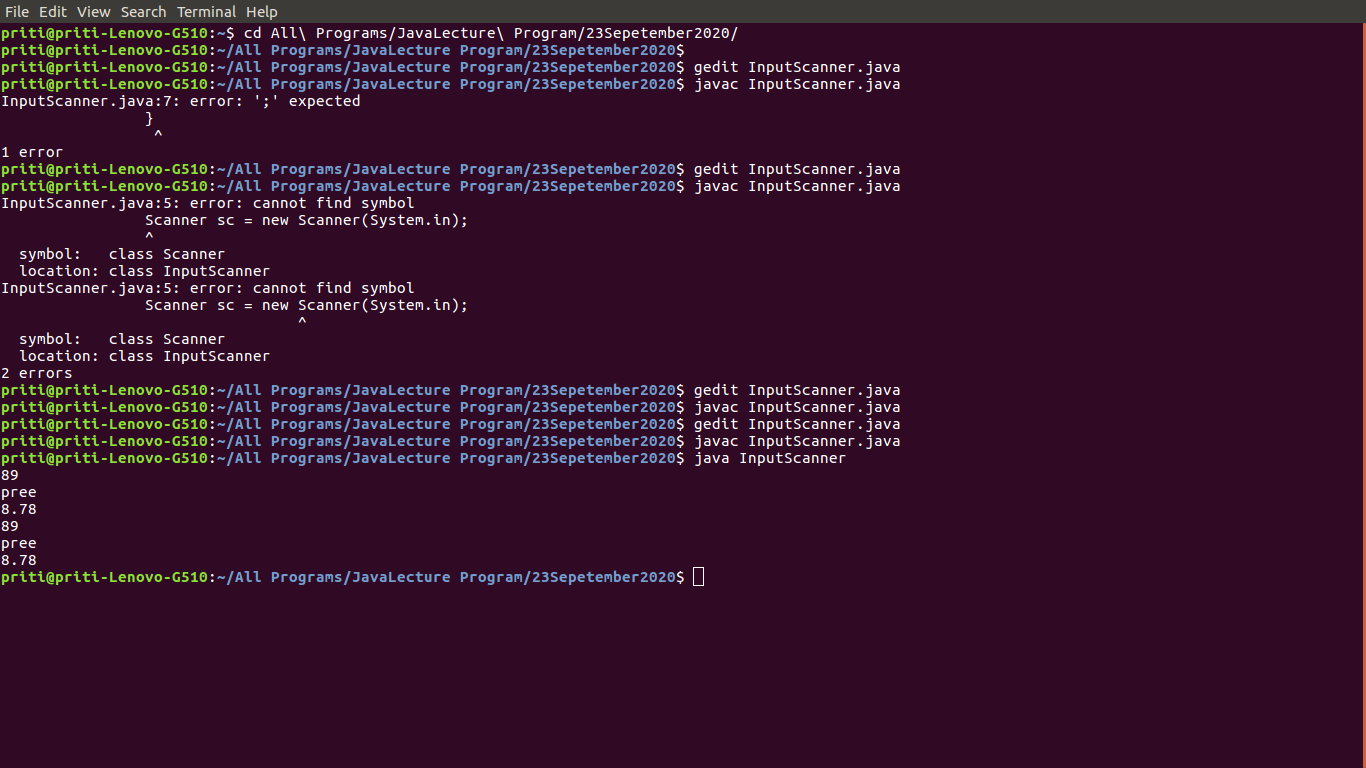 File Edit View Search Terminal Help
priti@priti-Lenovo-G510:~$ cd All\ Programs/JavaLecture\ Program/23Sepetember2020/
priti@priti-Lenovo-G510:~/All Programs/JavaLecture Program/23Sepetember2020$
priti@priti-Lenovo-G510:~/All Programs/JavaLecture Program/23Sepetember2020$ gedit InputScanner.java
priti@priti-Lenovo-G510:~/All Programs/JavaLecture Program/23Sepetember2020$ javac InputScanner.java
InputScanner.java:7: error: ';' expected
                }
                 ^
1 error
priti@priti-Lenovo-G510:~/All Programs/JavaLecture Program/23Sepetember2020$ gedit InputScanner.java
priti@priti-Lenovo-G510:~/All Programs/JavaLecture Program/23Sepetember2020$ javac InputScanner.java
InputScanner.java:5: error: cannot find symbol
                Scanner sc = new Scanner(System.in);
                ^
  symbol:   class Scanner
  location: class InputScanner
InputScanner.java:5: error: cannot find symbol
                Scanner sc = new Scanner(System.in);
                                 ^
  symbol:   class Scanner
  location: class InputScanner
2 errors
priti@priti-Lenovo-G510:~/All Programs/JavaLecture Program/23Sepetember2020$ gedit InputScanner.java
priti@priti-Lenovo-G510:~/All Programs/JavaLecture Program/23Sepetember2020$ javac InputScanner.java
priti@priti-Lenovo-G510:~/All Programs/JavaLecture Program/23Sepetember2020$ gedit InputScanner.java
priti@priti-Lenovo-G510:~/All Programs/JavaLecture Program/23Sepetember2020$ javac InputScanner.java
priti@priti-Lenovo-G510:~/All Programs/JavaLecture Program/23Sepetember2020$ java InputScanner
89
pree
8.78
89
pree
8.78
priti@priti-Lenovo-G510:~/All Programs/JavaLecture Program/23Sepetember2020$